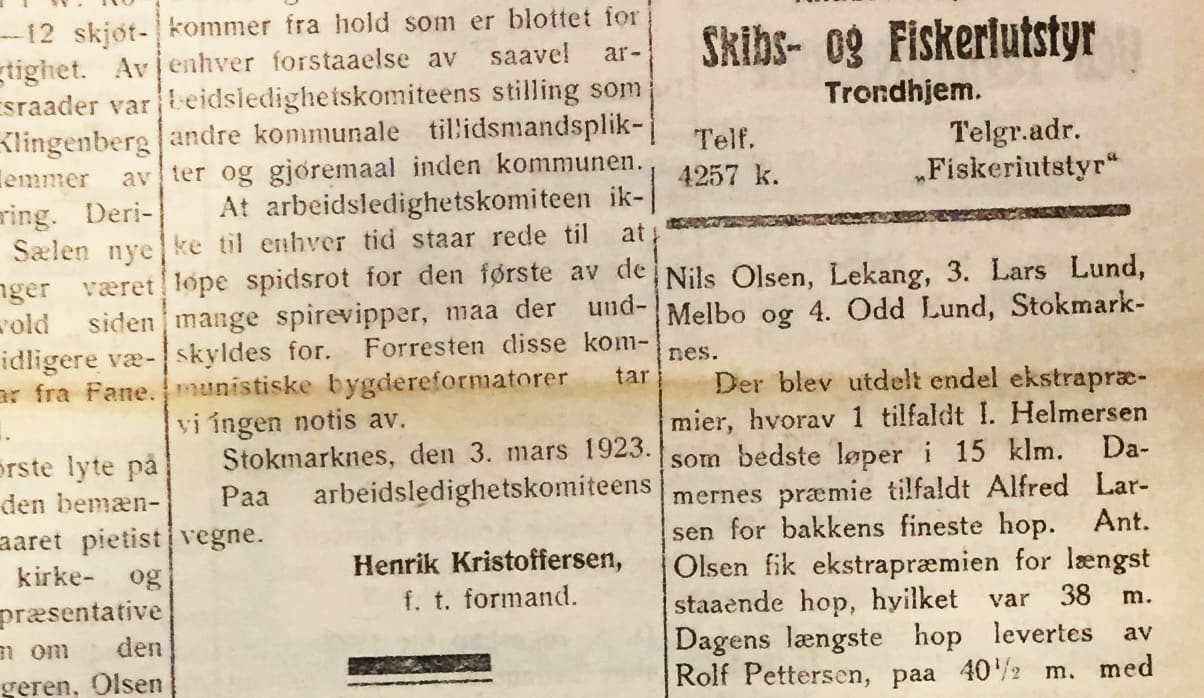 —12 skjøt-
gtighet. Av
tsraader var
Klingenberg
lemmer av
ring. Deri-
Sælen nye
nger været
vold siden
idligere væ-
ar fra Fane.
l.
ørste lyte på
den bemæn-
aaret pietist
kirke- og
præsentative
n om den
geren. Olsen
kommer fra hold som er blottet for
enhver forstaaelse av saavel ar-
beidsledighetskomiteens stilling som
andre kommunale tillidsmandsplik-
ter og gjøremaal inden kommunen.
At arbeidsledighetskomiteen ik-
ke til enhver tid staar rede til at
løpe spidsrot for den første av de
mange spirevipper, maa der und-
skyldes for. Forresten disse kom-
munistiske bygdereformatorer tar
vi ingen notis av.
Stokmarknes, den 3. mars 1923.
Paa arbeidsledighetskomiteens
vegne.
Henrik Kristoffersen,
f. t. formand.
Skibs- og Fiskeriutstyr
Trondhjem.
Telf. Telgr.adr.
4257 k. „Fiskeriutstyr“
Nils Olsen, Lekang, 3. Lars Lund,
Melbo og 4. Odd Lund, Stokmark-
nes.
Der blev utdelt endel ekstrapræ-
mier, hvorav 1 tilfaldt I. Helmersen
som bedste løper i 15 klm. Da-
mernes præmie tilfaldt Alfred Lar-
sen for bakkens fineste hop. Ant.
Olsen fik ekstrapræmien for længst
staaende hop, hvilket var 38 m.
Dagens længste hop levertes av
Rolf Pettersen, paa 40½ m. med